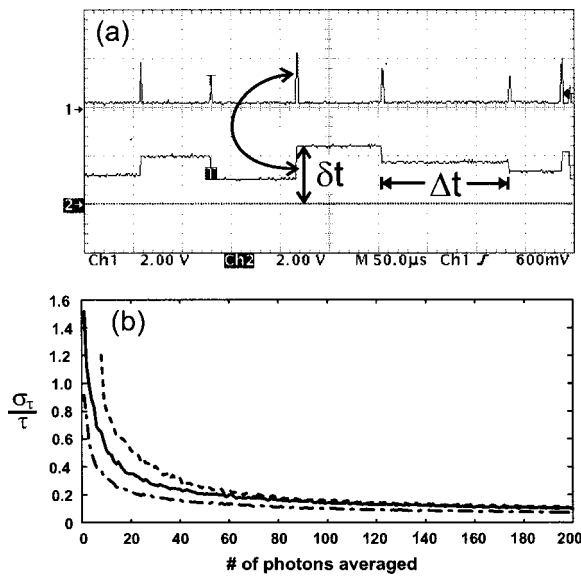 (a)
1→
T
δt
Δt
2→
Ch1 2.00 V Ch2 2.00 V M 50.0µs Ch1 ƒ 600mV
(b)
1.6
1.4
1.2
1.0
0.8
0.6
0.4
0.2
0
στ
τ
0 20 40 60 80 100 120 140 160 180 200
# of photons averaged